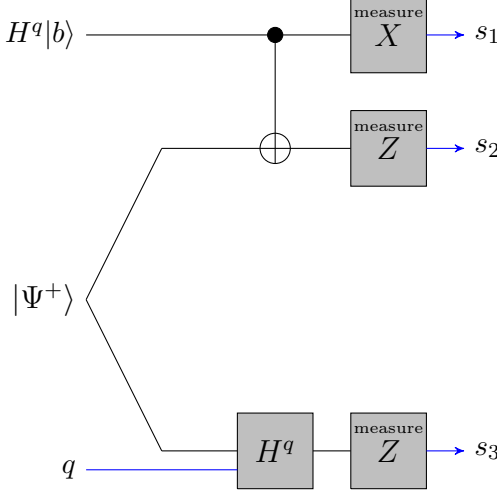 H^q|b⟩
measure
X
s₁
measure
Z
s₂
|Ψ⁺⟩
H^q
measure
Z
s₃
q